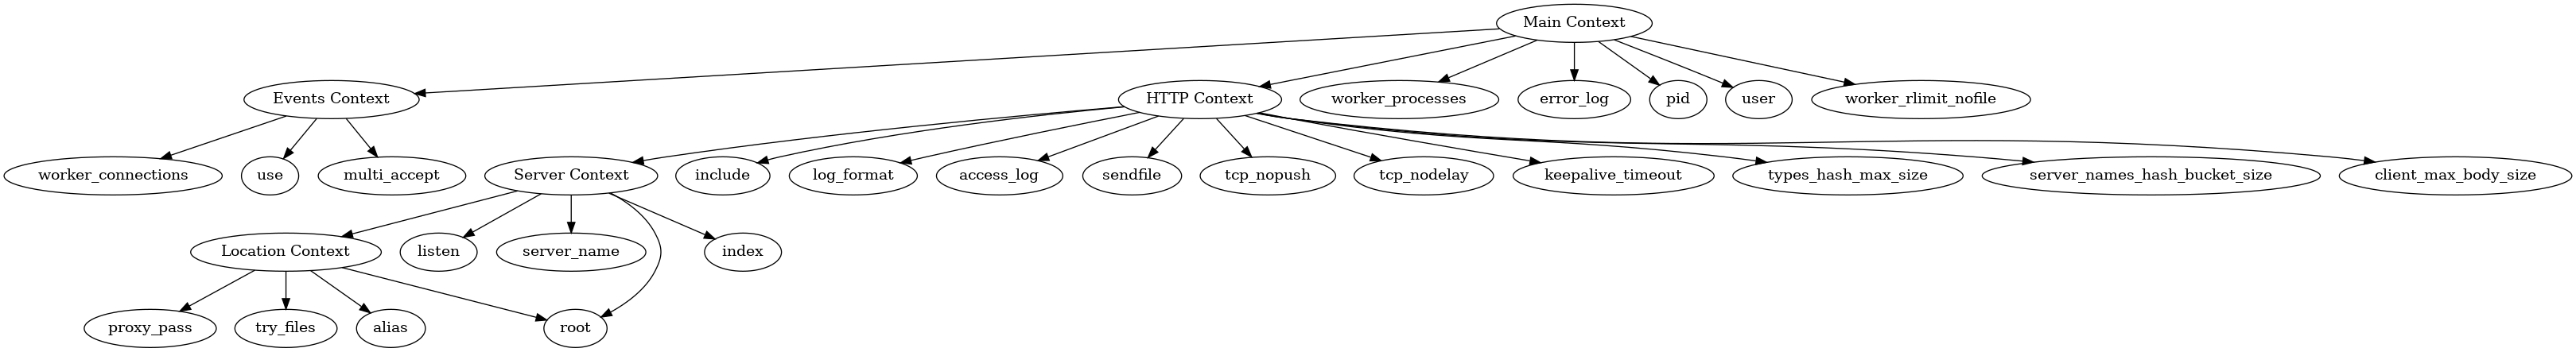 Main Context
Events Context
HTTP Context
worker_processes
error_log
pid
user
worker_rlimit_nofile
worker_connections
use
multi_accept
Server Context
include
log_format
access_log
sendfile
tcp_nopush
tcp_nodelay
keepalive_timeout
types_hash_max_size
server_names_hash_bucket_size
client_max_body_size
Location Context
listen
server_name
index
proxy_pass
try_files
alias
root